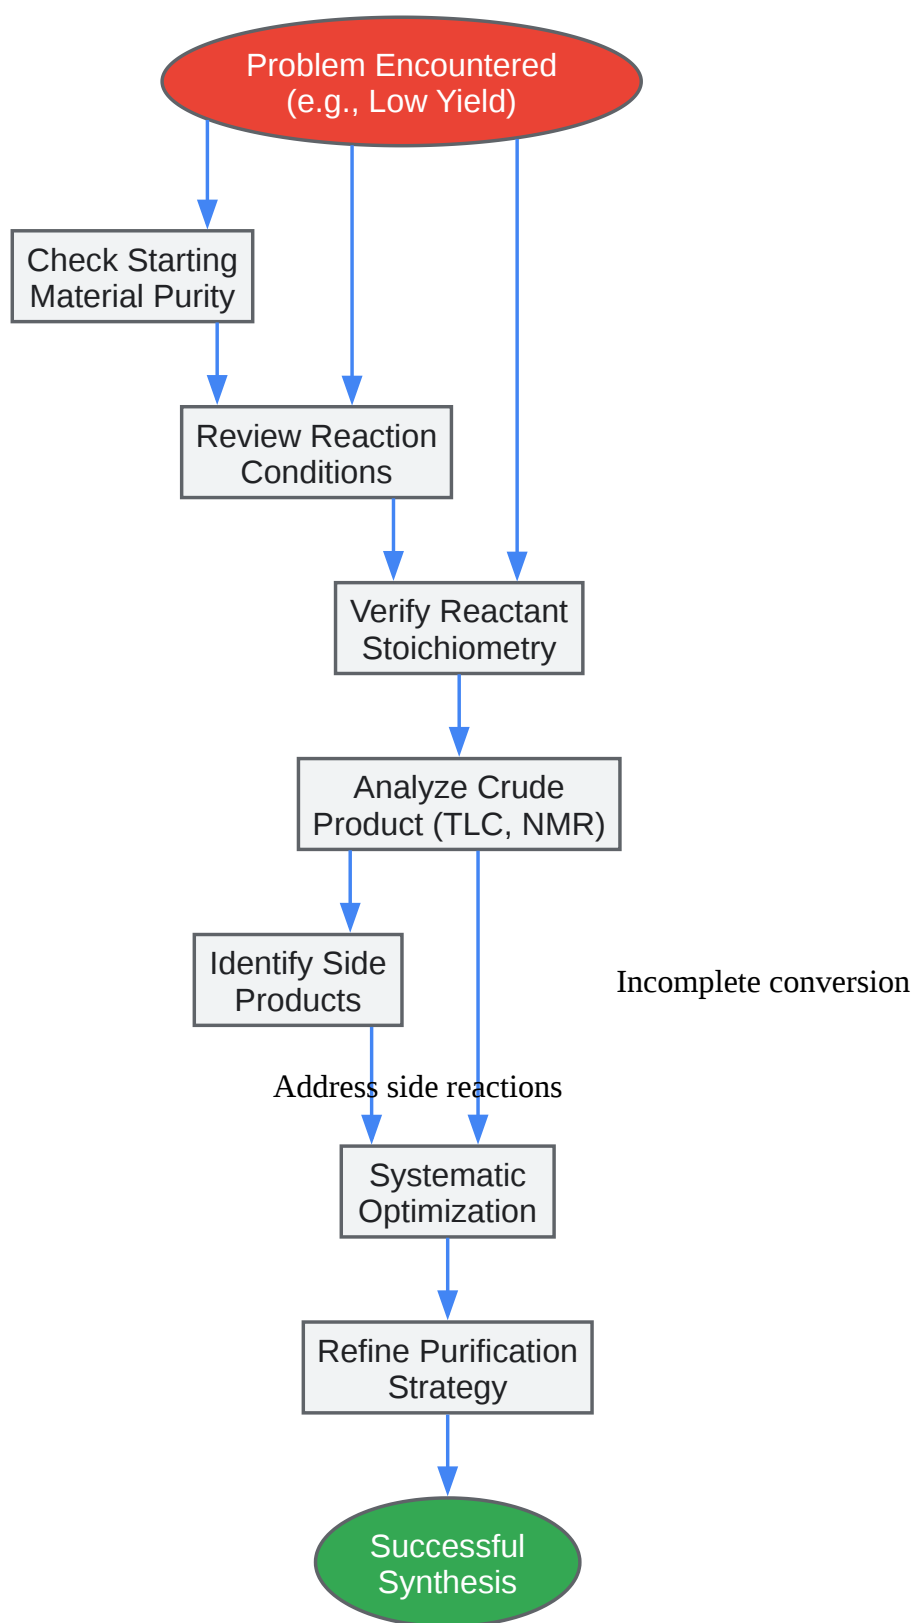 Problem Encountered
(e.g., Low Yield)
Check Starting
Material Purity
Review Reaction
Conditions
Verify Reactant
Stoichiometry
Analyze Crude
Product (TLC, NMR)
Identify Side
Products
Incomplete conversion
Address side reactions
Systematic
Optimization
Refine Purification
Strategy
Successful
Synthesis